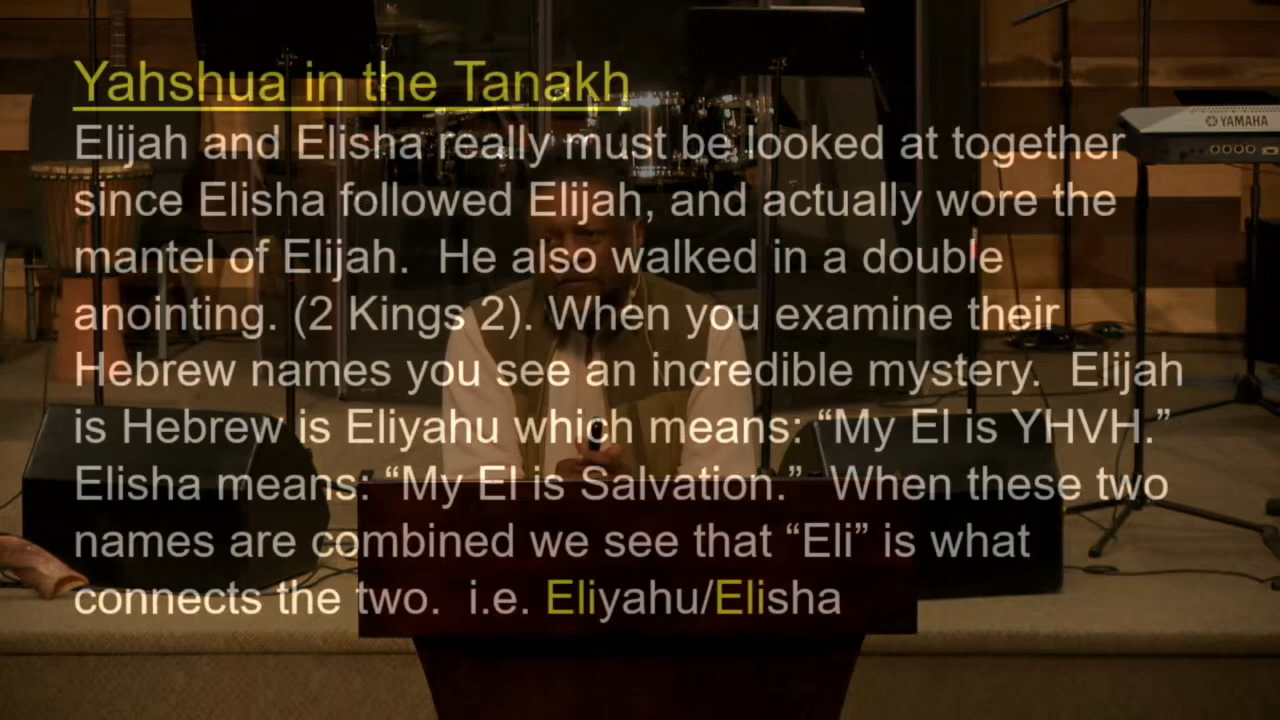 Yahshua in the Tanakh
Elijah and Elisha really must be looked at together
since Elisha followed Elijah, and actually wore the
mantel of Elijah.  He also walked in a double
anointing. (2 Kings 2).  When you examine their
Hebrew names you see an incredible mystery.  Elijah
is Hebrew is Eliyahu which means: “My El is YHVH.”
Elisha means: “My El is Salvation.”  When these two
names are combined we see that “Eli” is what
connects the two.  i.e. Eliyahu/Elisha
YAMAHA